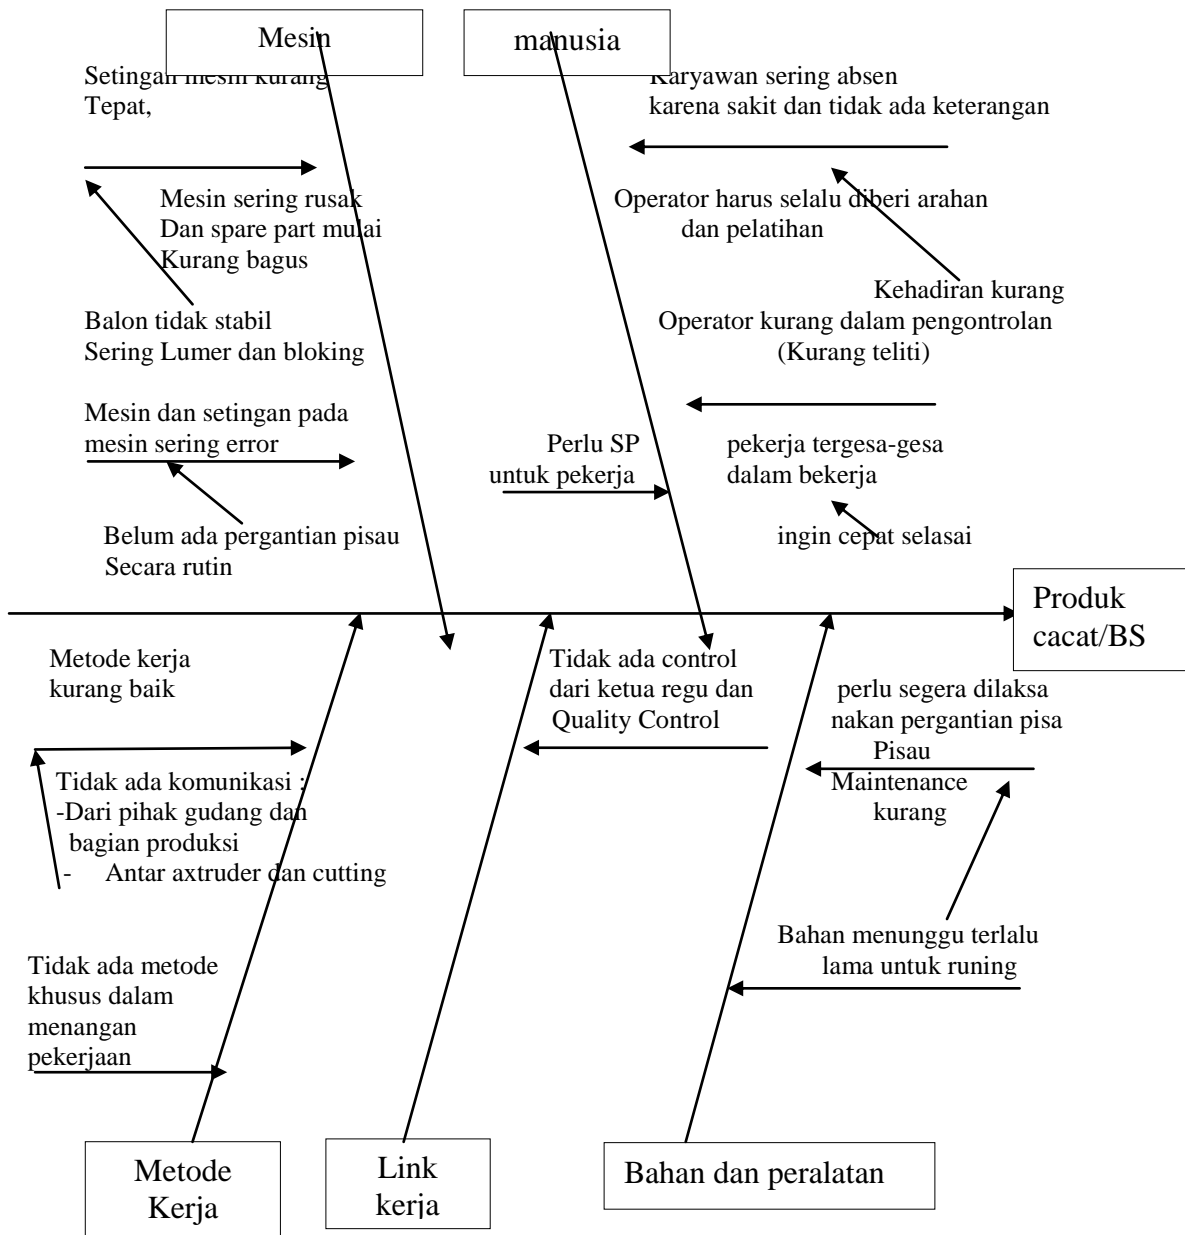 Mesin
manusia
Setingan mesin kurang
Tepat,
Karyawan sering absen
karena sakit dan tidak ada keterangan
Mesin sering rusak
Dan spare part mulai
Kurang bagus
Operator harus selalu diberi arahan
dan pelatihan
Kehadiran kurang
Balon tidak stabil
Sering Lumer dan bloking
Operator kurang dalam pengontrolan
(Kurang teliti)
Mesin dan setingan pada
mesin sering error
Perlu SP
untuk pekerja
pekerja tergesa-gesa
dalam bekerja
Belum ada pergantian pisau
Secara rutin
ingin cepat selasai
Produk
cacat/BS
Metode kerja
kurang baik
Tidak ada control
dari ketua regu dan
Quality Control
perlu segera dilaksa
nakan pergantian pisa
Pisau
Maintenance
kurang
Tidak ada komunikasi :
-Dari pihak gudang dan
bagian produksi
- Antar axtruder dan cutting
Bahan menunggu terlalu
lama untuk runing
Tidak ada metode
khusus dalam
menangan
pekerjaan
Metode
Kerja
Link
kerja
Bahan dan peralatan